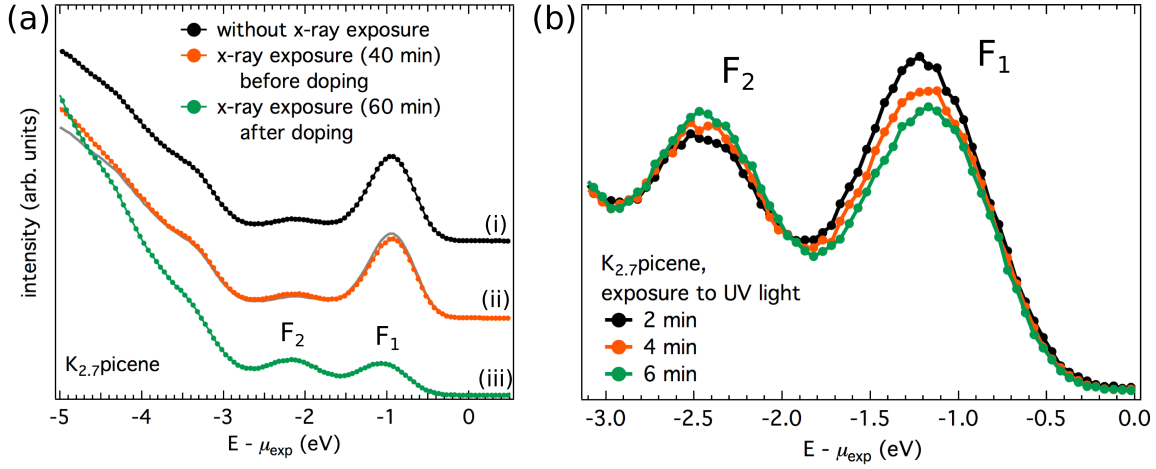 (a)
without x-ray exposure
x-ray exposure (40 min)
before doping
x-ray exposure (60 min)
after doping
intensity (arb. units)
(i)
(ii)
F2
F1
K2.7picene
(iii)
-5
-4
-3
-2
-1
0
E - μexp (eV)
(b)
F2
F1
K2.7picene,
exposure to UV light
2 min
4 min
6 min
-3.0
-2.5
-2.0
-1.5
-1.0
-0.5
0.0
E - μexp (eV)